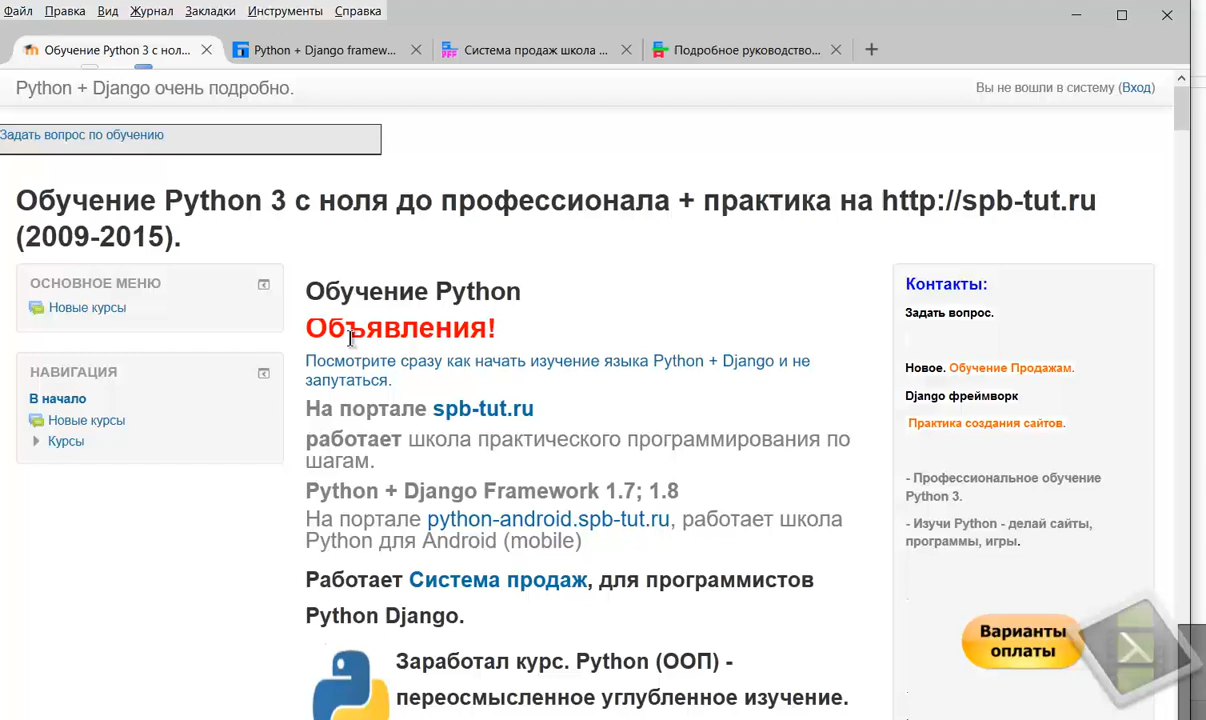 Файл Правка Вид Журнал Закладки Инструменты Справка
Обучение Python 3 с нол... Python + Django framew... Система продаж школа ... Подробное руководство...
Python + Django очень подробно.
Вы не вошли в систему (Вход)
Задать вопрос по обучению
Обучение Python 3 с ноля до профессионала + практика на http://spb-tut.ru
(2009-2015).
ОСНОВНОЕ МЕНЮ
Новые курсы
НАВИГАЦИЯ
В начало
Новые курсы
Курсы
Обучение Python
Объявления!
Посмотрите сразу как начать изучение языка Python + Django и не
запутаться.
На портале spb-tut.ru
работает школа практического программирования по
шагам.
Python + Django Framework 1.7; 1.8
На портале python-android.spb-tut.ru, работает школа
Python для Android (mobile)
Работает Система продаж, для программистов
Python Django.
Заработал курс. Python (ООП) -
переосмысленное углубленное изучение.
Контакты:
Задать вопрос.
Новое. Обучение Продажам.
Django фреймворк
Практика создания сайтов.
- Профессиональное обучение
Python 3.
- Изучи Python - делай сайты,
программы, игры.
Варианты
оплаты